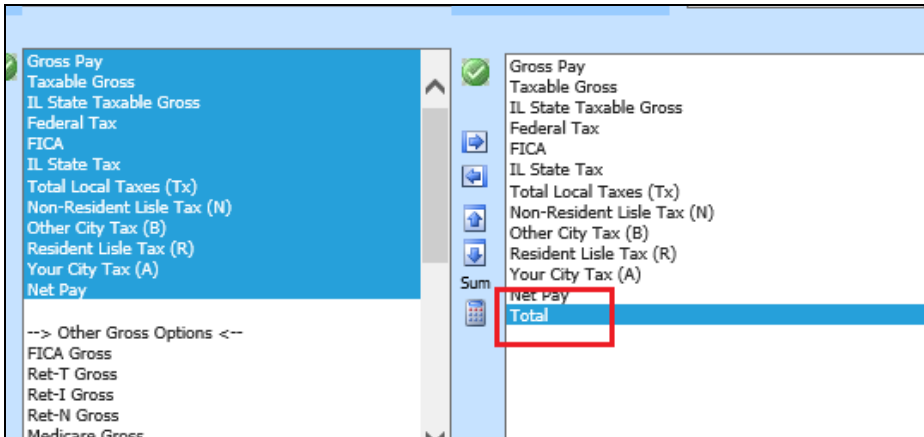 Gross Pay
Taxable Gross
IL State Taxable Gross
Federal Tax
FICA
IL State Tax
Total Local Taxes (Tx)
Non-Resident Lisle Tax (N)
Other City Tax (B)
Resident Lisle Tax (R)
Your City Tax (A)
Net Pay
--> Other Gross Options <--
FICA Gross
Ret-T Gross
Ret-I Gross
Ret-N Gross
Medicare Gross
Sum
Gross Pay
Taxable Gross
IL State Taxable Gross
Federal Tax
FICA
IL State Tax
Total Local Taxes (Tx)
Non-Resident Lisle Tax (N)
Other City Tax (B)
Resident Lisle Tax (R)
Your City Tax (A)
Net Pay
Total